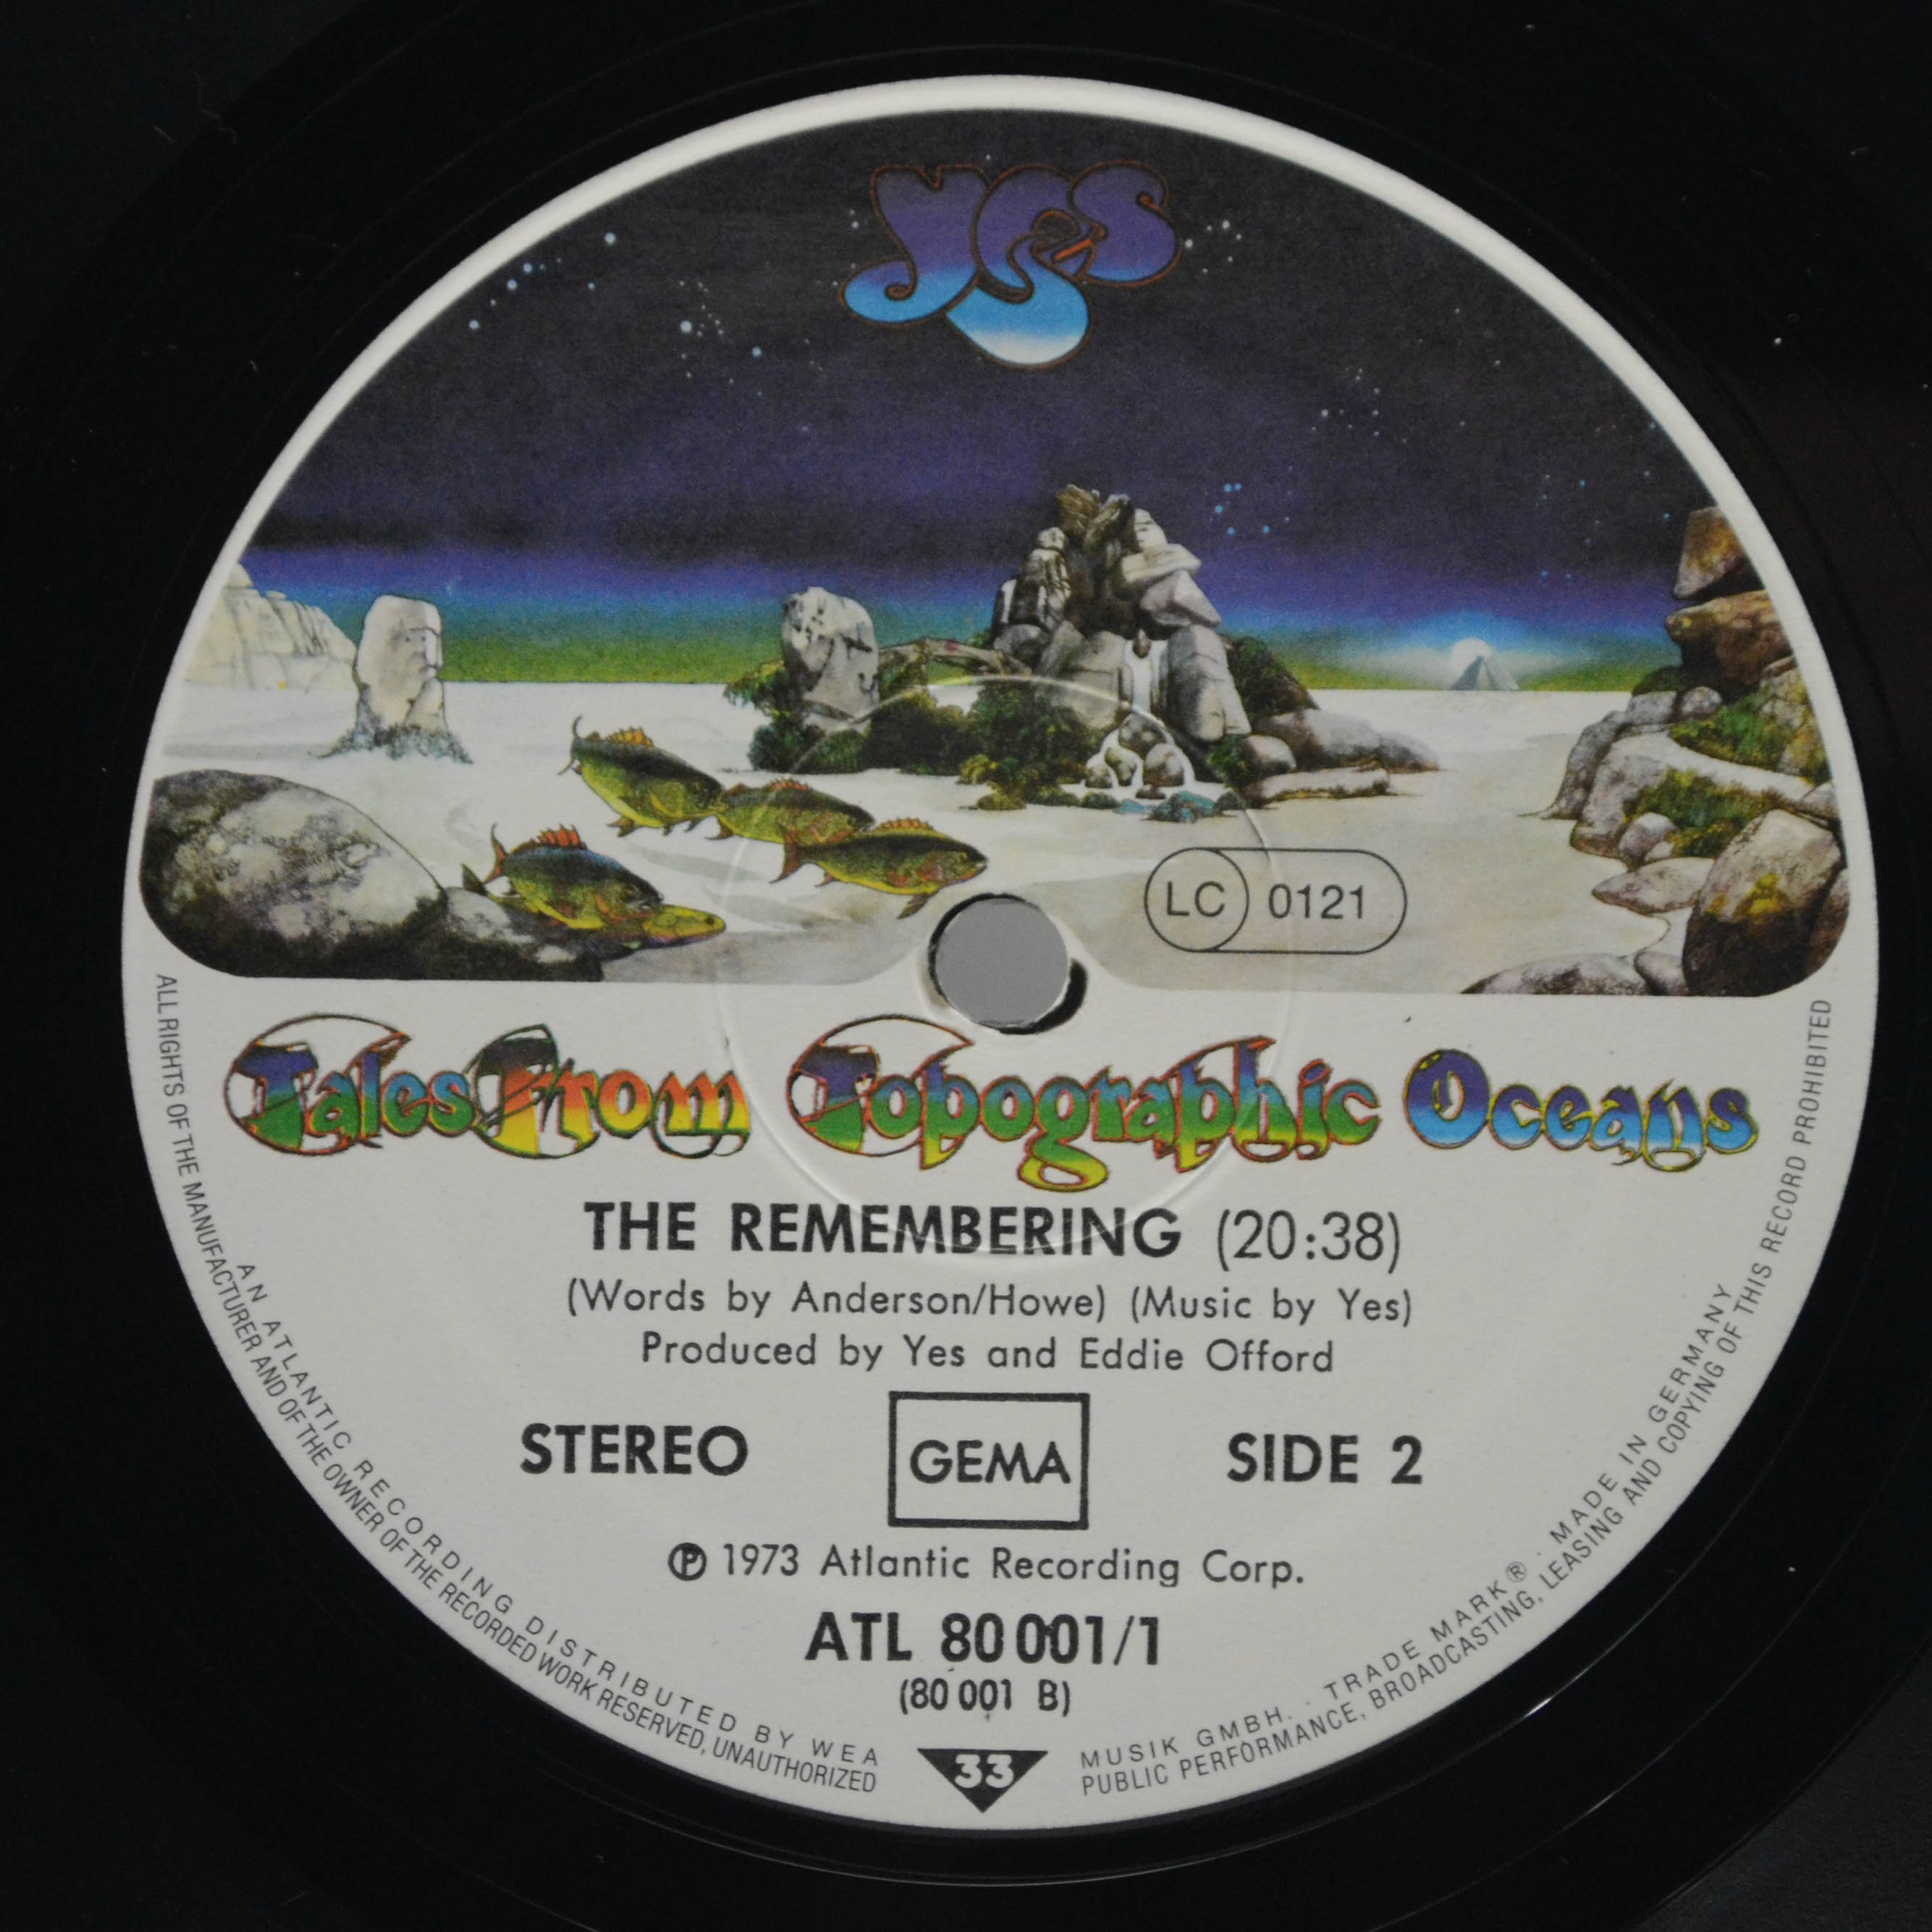 yes
LC 0121
Tales From Topographic Oceans
THE REMEMBERING (20:38)
(Words by Anderson/Howe) (Music by Yes)
Produced by Yes and Eddie Offord
STEREO GEMA SIDE 2
℗ 1973 Atlantic Recording Corp.
ATL 80 001/1
(80 001 B)
33
AN ATLANTIC RECORDING DISTRIBUTED BY WEA MUSIK GMBH. · TRADE MARK® · MADE IN GERMANY
ALL RIGHTS OF THE MANUFACTURER AND OF THE OWNER OF THE RECORDED WORK RESERVED, UNAUTHORIZED PUBLIC PERFORMANCE, BROADCASTING, LEASING AND COPYING OF THIS RECORD PROHIBITED